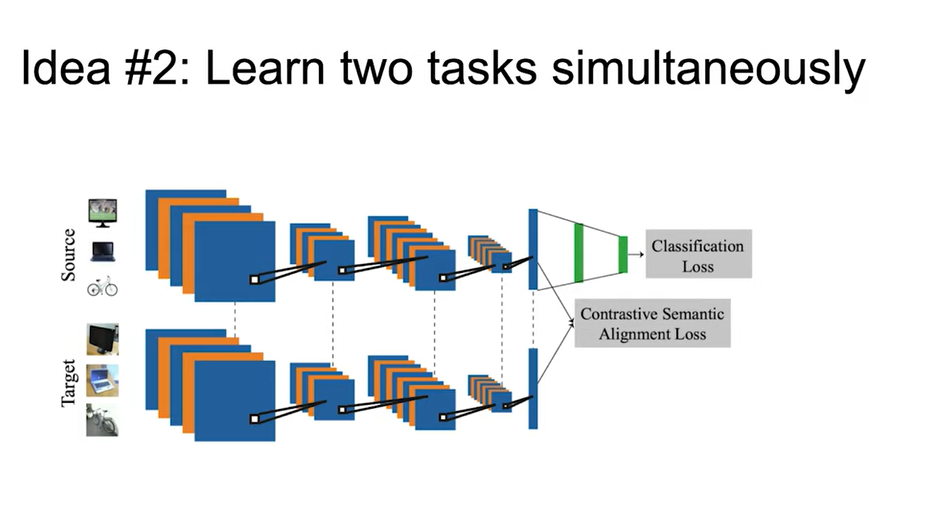 Idea #2: Learn two tasks simultaneously
Source
Classification
Loss
Contrastive Semantic
Alignment Loss
Target